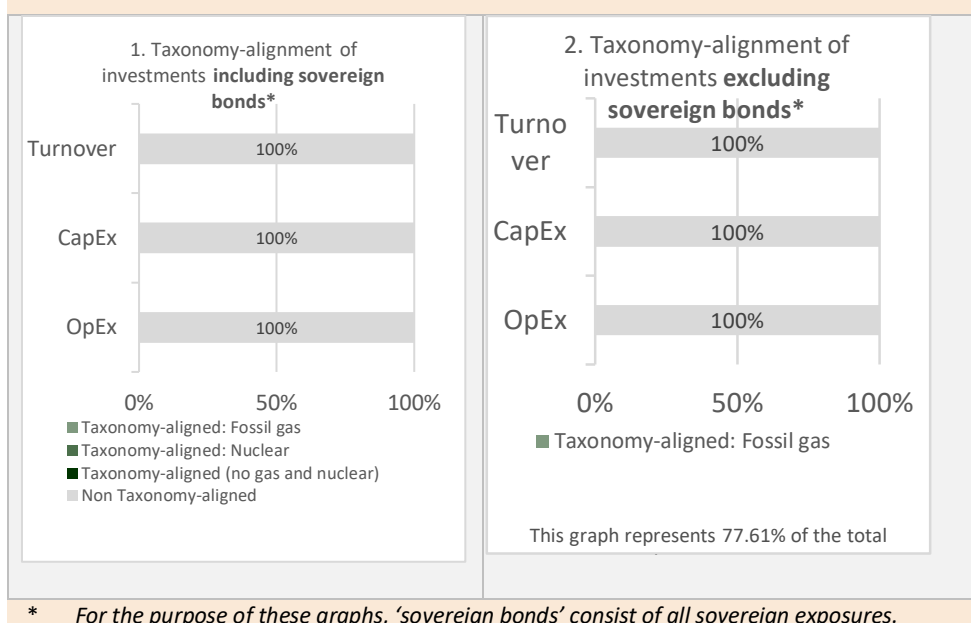 1. Taxonomy-alignment of
investments including sovereign
bonds*
Turnover
100%
CapEx
100%
OpEx
100%
0% 50% 100%
Taxonomy-aligned: Fossil gas
Taxonomy-aligned: Nuclear
Taxonomy-aligned (no gas and nuclear)
Non Taxonomy-aligned
2. Taxonomy-alignment of
investments excluding
sovereign bonds*
Turno
ver
100%
CapEx
100%
OpEx
100%
0% 50% 100%
Taxonomy-aligned: Fossil gas
This graph represents 77.61% of the total
* For the purpose of these graphs, ‘sovereign bonds’ consist of all sovereign exposures.